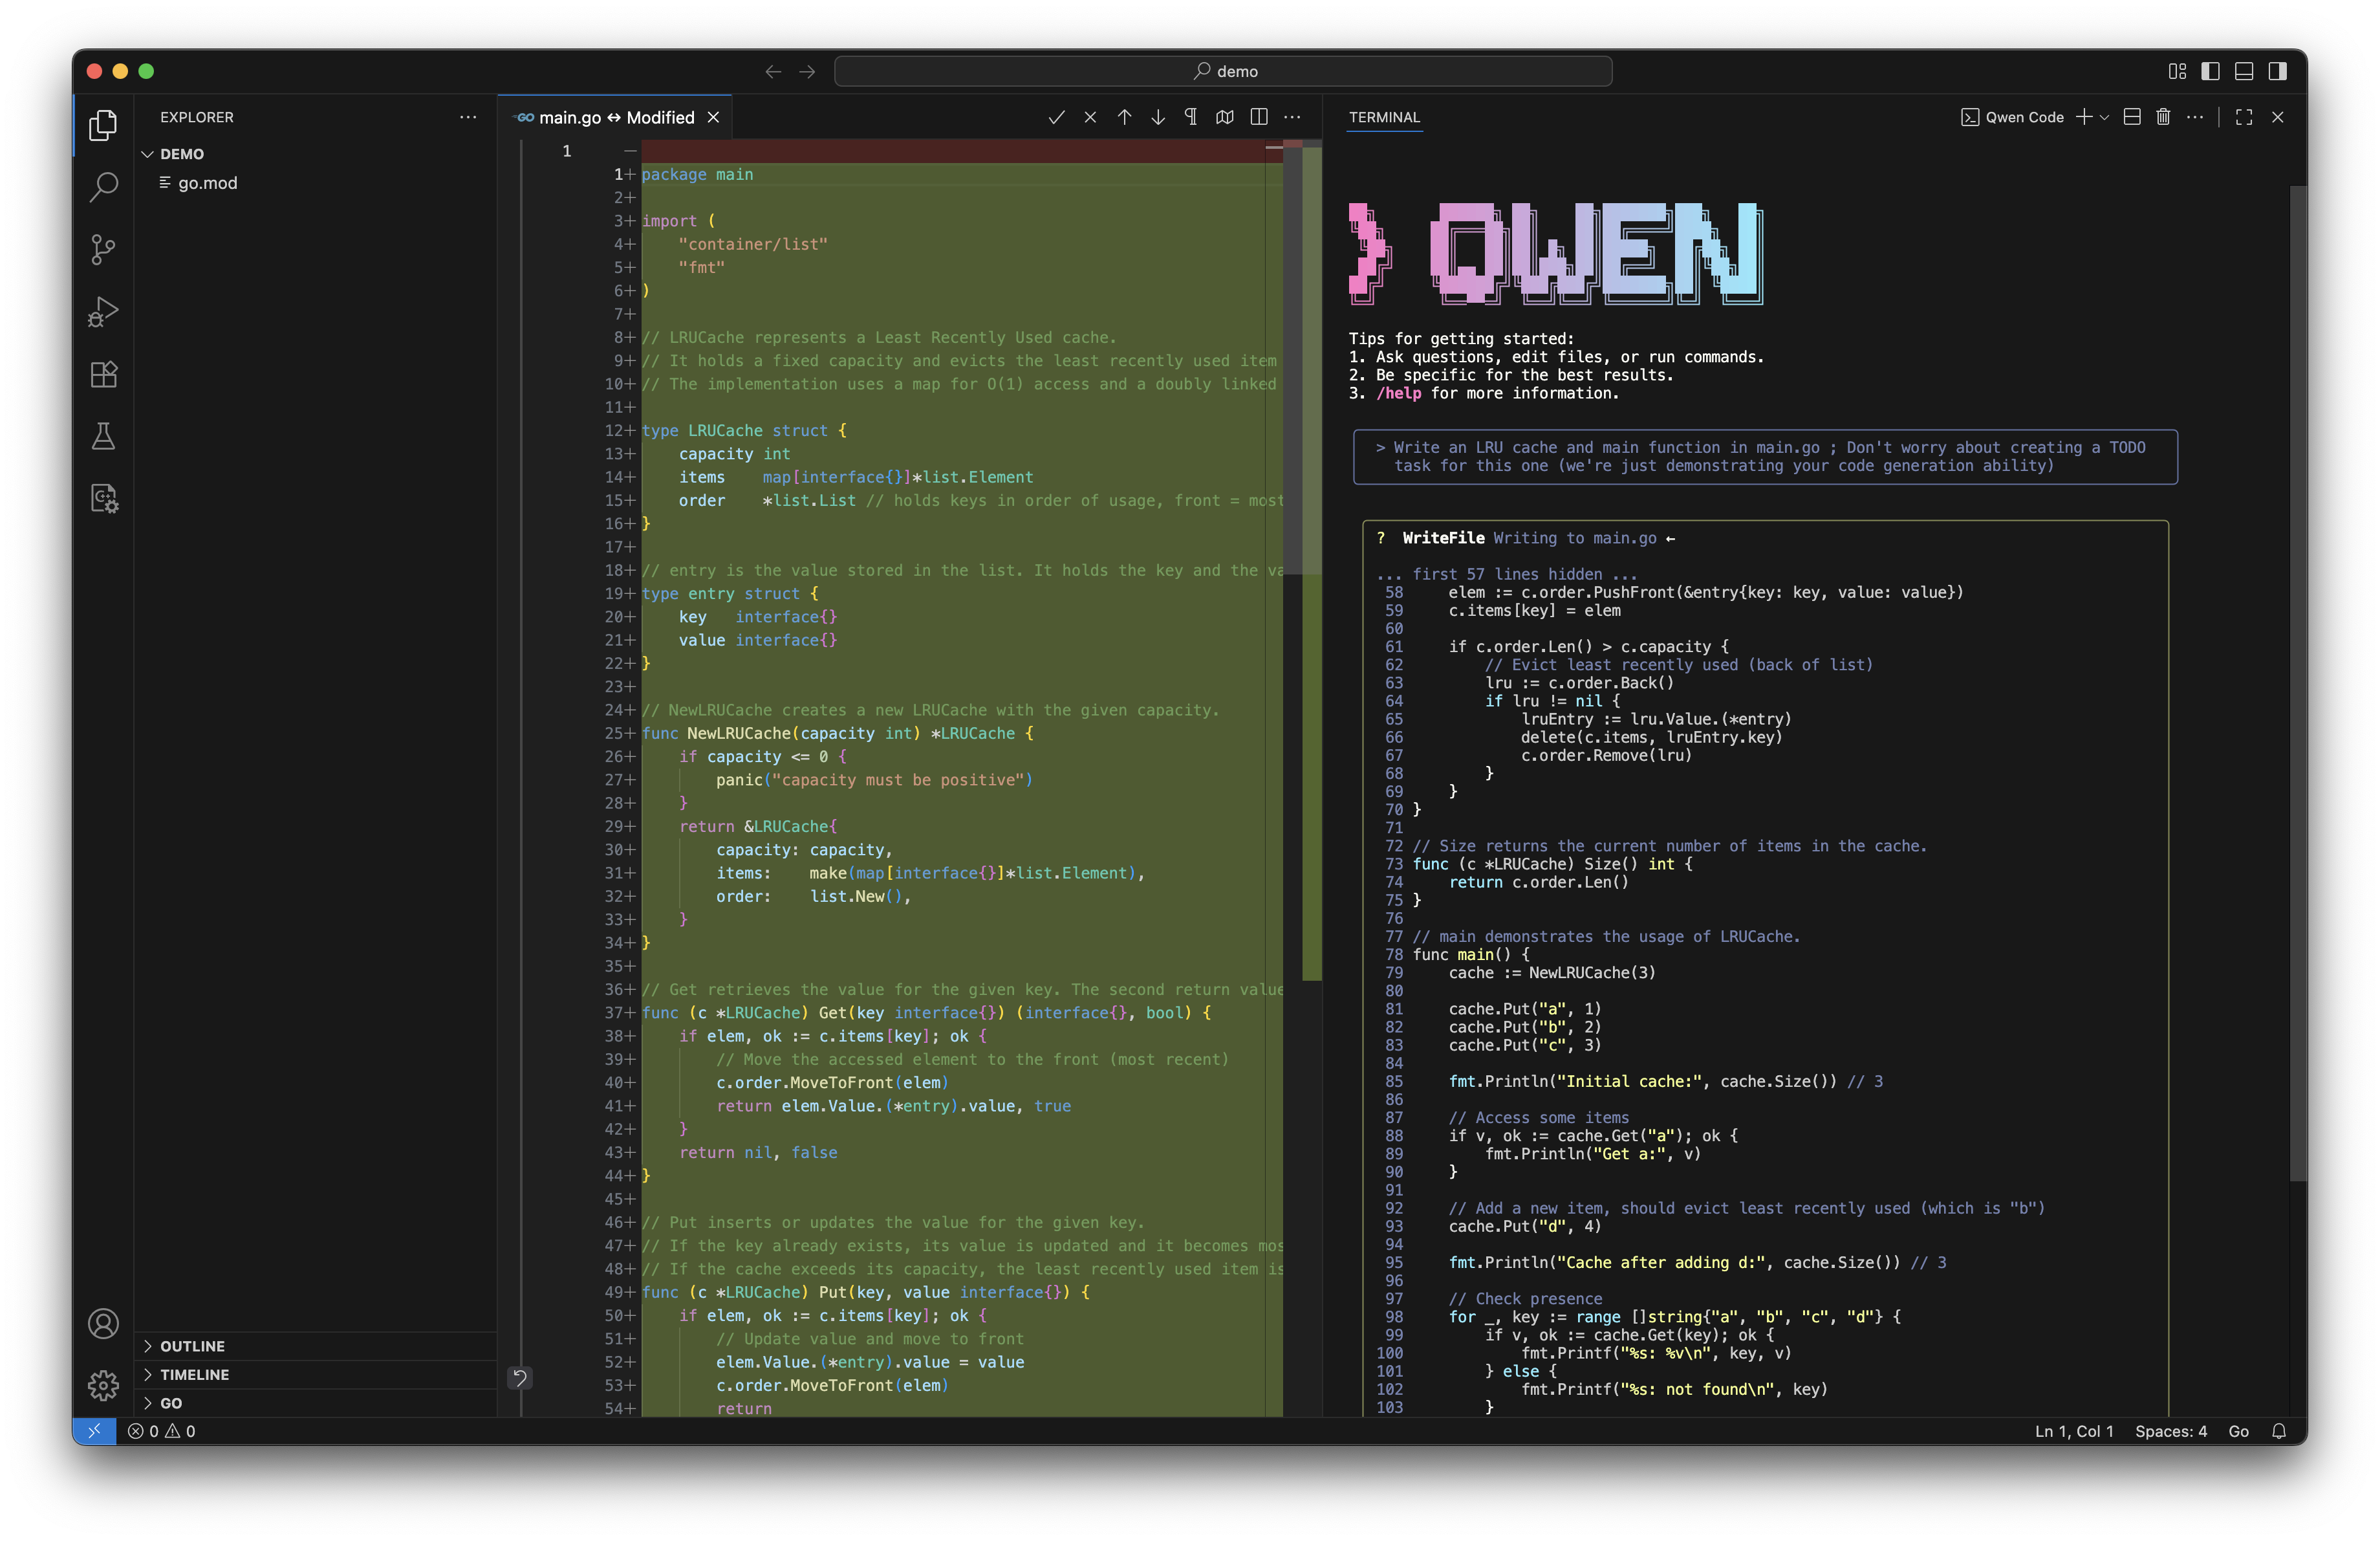 demo
EXPLORER
DEMO
go.mod
OUTLINE
TIMELINE
GO
main.go ↔ Modified
1 —
1+ package main
2+
3+ import (
4+     "container/list"
5+     "fmt"
6+ )
7+
8+ // LRUCache represents a Least Recently Used cache.
9+ // It holds a fixed capacity and evicts the least recently used item
10+ // The implementation uses a map for O(1) access and a doubly linked
11+
12+ type LRUCache struct {
13+     capacity int
14+     items    map[interface{}]*list.Element
15+     order    *list.List // holds keys in order of usage, front = most
16+ }
17+
18+ // entry is the value stored in the list. It holds the key and the va
19+ type entry struct {
20+     key   interface{}
21+     value interface{}
22+ }
23+
24+ // NewLRUCache creates a new LRUCache with the given capacity.
25+ func NewLRUCache(capacity int) *LRUCache {
26+     if capacity <= 0 {
27+         panic("capacity must be positive")
28+     }
29+     return &LRUCache{
30+         capacity: capacity,
31+         items:    make(map[interface{}]*list.Element),
32+         order:    list.New(),
33+     }
34+ }
35+
36+ // Get retrieves the value for the given key. The second return value
37+ func (c *LRUCache) Get(key interface{}) (interface{}, bool) {
38+     if elem, ok := c.items[key]; ok {
39+         // Move the accessed element to the front (most recent)
40+         c.order.MoveToFront(elem)
41+         return elem.Value.(*entry).value, true
42+     }
43+     return nil, false
44+ }
45+
46+ // Put inserts or updates the value for the given key.
47+ // If the key already exists, its value is updated and it becomes mos
48+ // If the cache exceeds its capacity, the least recently used item is
49+ func (c *LRUCache) Put(key, value interface{}) {
50+     if elem, ok := c.items[key]; ok {
51+         // Update value and move to front
52+         elem.Value.(*entry).value = value
53+         c.order.MoveToFront(elem)
54+         return
TERMINAL
Qwen Code
> QWEN
Tips for getting started:
1. Ask questions, edit files, or run commands.
2. Be specific for the best results.
3. /help for more information.
> Write an LRU cache and main function in main.go ; Don't worry about creating a TODO
task for this one (we're just demonstrating your code generation ability)
? WriteFile Writing to main.go ←
... first 57 lines hidden ...
58     elem := c.order.PushFront(&entry{key: key, value: value})
59     c.items[key] = elem
60
61     if c.order.Len() > c.capacity {
62         // Evict least recently used (back of list)
63         lru := c.order.Back()
64         if lru != nil {
65             lruEntry := lru.Value.(*entry)
66             delete(c.items, lruEntry.key)
67             c.order.Remove(lru)
68         }
69     }
70 }
71
72 // Size returns the current number of items in the cache.
73 func (c *LRUCache) Size() int {
74     return c.order.Len()
75 }
76
77 // main demonstrates the usage of LRUCache.
78 func main() {
79     cache := NewLRUCache(3)
80
81     cache.Put("a", 1)
82     cache.Put("b", 2)
83     cache.Put("c", 3)
84
85     fmt.Println("Initial cache:", cache.Size()) // 3
86
87     // Access some items
88     if v, ok := cache.Get("a"); ok {
89         fmt.Println("Get a:", v)
90     }
91
92     // Add a new item, should evict least recently used (which is "b")
93     cache.Put("d", 4)
94
95     fmt.Println("Cache after adding d:", cache.Size()) // 3
96
97     // Check presence
98     for _, key := range []string{"a", "b", "c", "d"} {
99         if v, ok := cache.Get(key); ok {
100             fmt.Printf("%s: %v\n", key, v)
101         } else {
102             fmt.Printf("%s: not found\n", key)
103         }
0 0
Ln 1, Col 1 Spaces: 4 Go